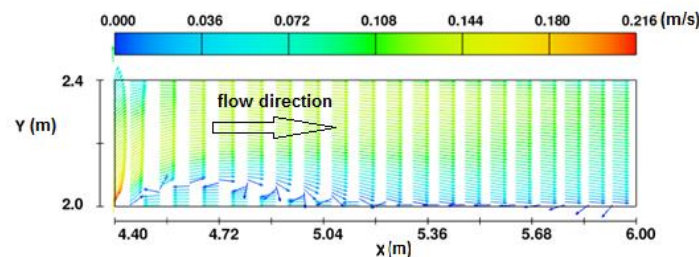 0.000 0.036 0.072 0.108 0.144 0.180 0.216 (m/s)
2.4
flow direction
Y (m)
2.0
4.40 4.72 5.04 5.36 5.68 6.00
X (m)